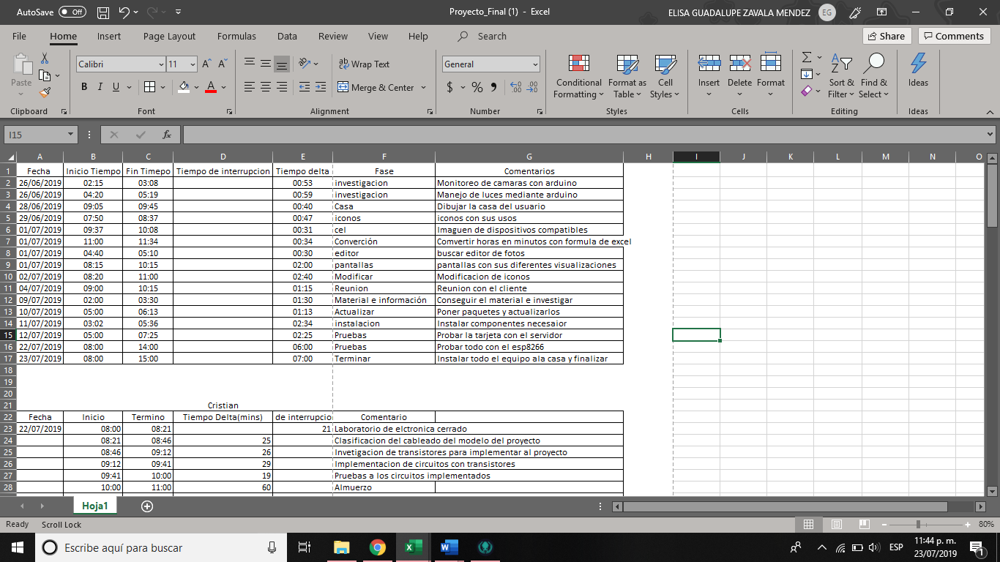 AutoSave Off Proyecto_Final (1) - Excel ELISA GUADALUPE ZAVALA MENDEZ EG
File Home Insert Page Layout Formulas Data Review View Help Search Share Comments
Paste Calibri 11 A A Wrap Text General Conditional Formatting Format as Table Cell Styles Insert Delete Format Sort & Filter Find & Select Ideas
B I U A Merge & Center $ % ,
Clipboard Font Alignment Number Styles Cells Editing Ideas
I15 fx
A B C D E F G H I J K L M N O
1 Fecha Inicio Tiempo Fin Timepo Tiempo de interrupcion Tiempo delta Fase Comentarios
2 26/06/2019 02:15 03:08 00:53 investigacion Monitoreo de camaras con arduino
3 26/06/2019 04:20 05:19 00:59 investigacion Manejo de luces mediante arduino
4 28/06/2019 09:05 09:45 00:40 Casa Dibujar la casa del usuario
5 29/06/2019 07:50 08:37 00:47 iconos iconos con sus usos
6 01/07/2019 09:37 10:08 00:31 cel Imaguen de dispositivos compatibles
7 01/07/2019 11:00 11:34 00:34 Converción Comvertir horas en minutos con formula de excel
8 01/07/2019 04:40 05:10 00:30 editor buscar editor de fotos
9 01/07/2019 08:15 10:15 02:00 pantallas pantallas con sus diferentes visualizaciones
10 02/07/2019 08:20 11:00 02:40 Modificar Modificacion de iconos
11 04/07/2019 09:00 10:15 01:15 Reunion Reunion con el cliente
12 09/07/2019 02:00 03:30 01:30 Material e información Conseguir el material e investigar
13 10/07/2019 05:00 06:13 01:13 Actualizar Poner paquetes y actualizarlos
14 11/07/2019 03:02 05:36 02:34 instalacion Instalar componentes necesaior
15 12/07/2019 05:00 07:25 02:25 Pruebas Probar la tarjeta con el servidor
16 22/07/2019 08:00 14:00 06:00 Pruebas Probar todo con el esp8266
17 23/07/2019 08:00 15:00 07:00 Terminar Instalar todo el equipo ala casa y finalizar
18
19
20
21 Cristian
22 Fecha Inicio Termino Tiempo Delta(mins) de interrupcio Comentario
23 22/07/2019 08:00 08:21 21 Laboratorio de elctronica cerrado
24 08:21 08:46 25 Clasificacion del cableado del modelo del proyecto
25 08:46 09:12 26 Invetigacion de transistores para implementar al proyecto
26 09:12 09:41 29 Implementacion de circuitos con transistores
27 09:41 10:00 19 Pruebas a los circuitos implementados
28 10:00 11:00 60 Almuerzo
Hoja1
Ready Scroll Lock 80%
Escribe aquí para buscar ESP 11:44 p. m.
23/07/2019 1